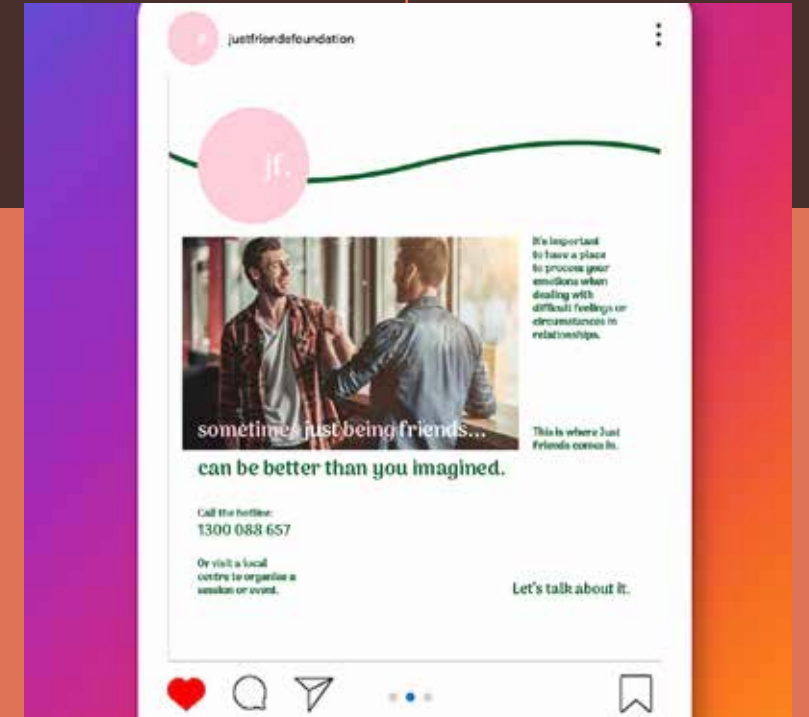 justfriendsfoundation
jf.
It's important
to have a place
to process your
emotions when
dealing with
difficult feelings or
circumstances in
relationships.
sometimes just being friends...
This is where Just
Friends comes in.
can be better than you imagined.
Call the hotline:
1300 088 657
Or visit a local
centre to organise a
session or event.
Let's talk about it.